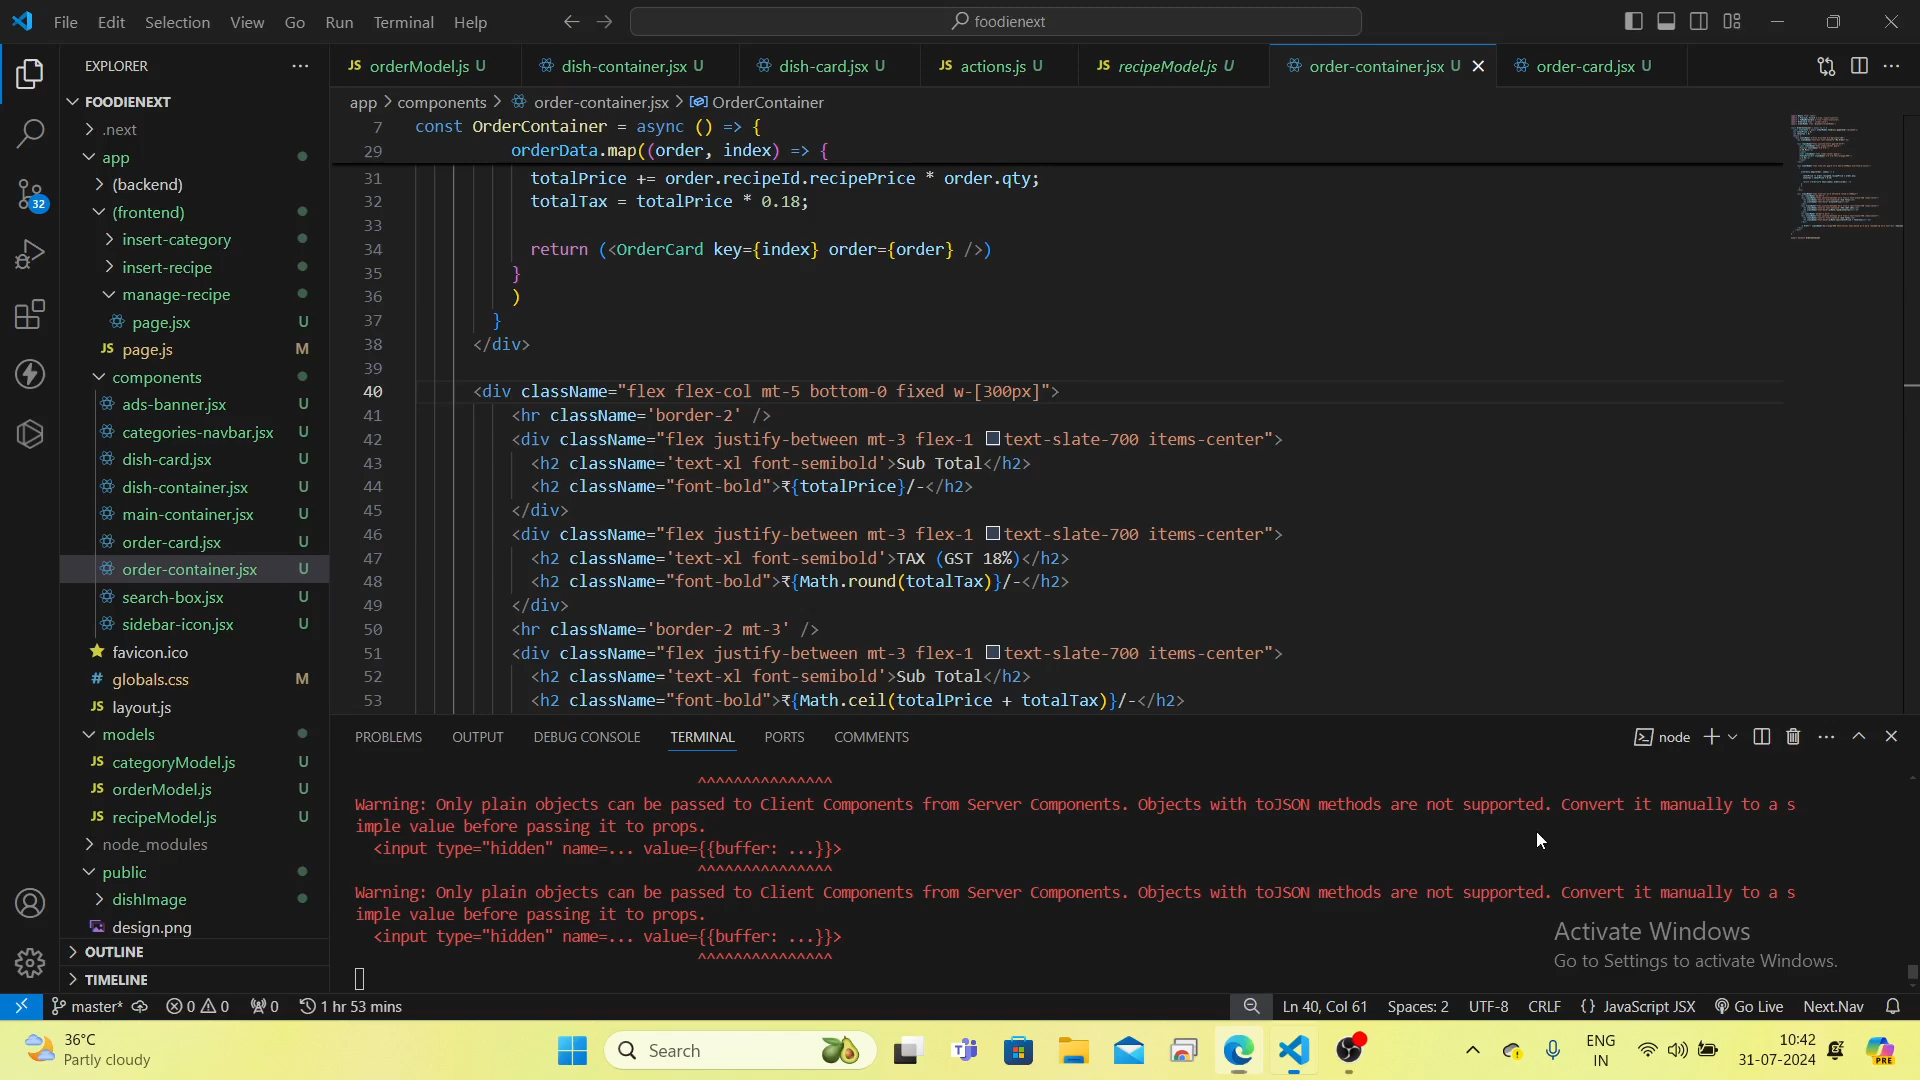 File Edit Selection View Go Run Terminal Help
foodienext
EXPLORER
FOODIENEXT
.next
app
(backend)
(frontend)
insert-category
insert-recipe
manage-recipe
page.jsx U
JS page.js M
components
ads-banner.jsx U
categories-navbar.jsx U
dish-card.jsx U
dish-container.jsx U
main-container.jsx U
order-card.jsx U
order-container.jsx U
search-box.jsx U
sidebar-icon.jsx U
favicon.ico
# globals.css M
JS layout.js
models
JS categoryModel.js U
JS orderModel.js U
JS recipeModel.js U
node_modules
public
dishImage
design.png
OUTLINE
TIMELINE
32
JS orderModel.js U dish-container.jsx U dish-card.jsx U JS actions.js U JS recipeModel.js U order-container.jsx U order-card.jsx U
app > components > order-container.jsx > OrderContainer
7 const OrderContainer = async () => {
29 orderData.map((order, index) => {
31 totalPrice += order.recipeId.recipePrice * order.qty;
32 totalTax = totalPrice * 0.18;
33
34 return (<OrderCard key={index} order={order} />)
35 }
36 )
37 }
38 </div>
39
40 <div className="flex flex-col mt-5 bottom-0 fixed w-[300px]">
41 <hr className='border-2' />
42 <div className="flex justify-between mt-3 flex-1 text-slate-700 items-center">
43 <h2 className='text-xl font-semibold'>Sub Total</h2>
44 <h2 className="font-bold">₹{totalPrice}/-</h2>
45 </div>
46 <div className="flex justify-between mt-3 flex-1 text-slate-700 items-center">
47 <h2 className='text-xl font-semibold'>TAX (GST 18%)</h2>
48 <h2 className="font-bold">₹{Math.round(totalTax)}/-</h2>
49 </div>
50 <hr className='border-2 mt-3' />
51 <div className="flex justify-between mt-3 flex-1 text-slate-700 items-center">
52 <h2 className='text-xl font-semibold'>Sub Total</h2>
53 <h2 className="font-bold">₹{Math.ceil(totalPrice + totalTax)}/-</h2>
PROBLEMS OUTPUT DEBUG CONSOLE TERMINAL PORTS COMMENTS
node
^^^^^^^^^^^^^^^
Warning: Only plain objects can be passed to Client Components from Server Components. Objects with toJSON methods are not supported. Convert it manually to a s
imple value before passing it to props.
<input type="hidden" name=... value={{buffer: ...}}>
^^^^^^^^^^^^^^^
Warning: Only plain objects can be passed to Client Components from Server Components. Objects with toJSON methods are not supported. Convert it manually to a s
imple value before passing it to props.
<input type="hidden" name=... value={{buffer: ...}}>
^^^^^^^^^^^^^^^
Activate Windows
Go to Settings to activate Windows.
master* 0 0 0 1 hr 53 mins Ln 40, Col 61 Spaces: 2 UTF-8 CRLF {} JavaScript JSX Go Live Next.Nav
36°C
Partly cloudy
Search
ENG
IN
10:42
31-07-2024
PRE